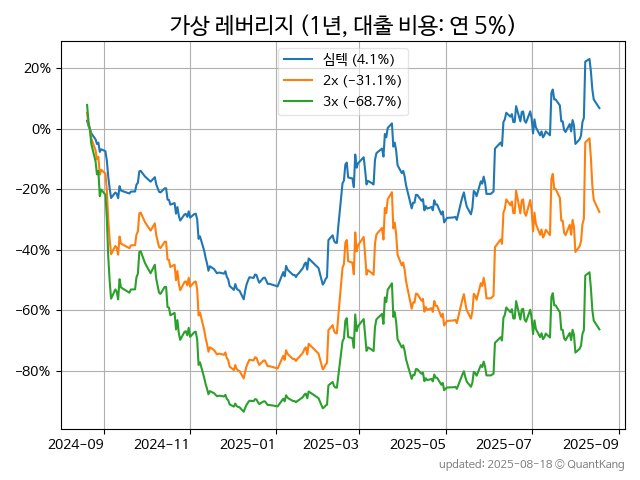 가상 레버리지 (1년, 대출 비용: 연 5%)
심텍 (4.1%)
2x (−31.1%)
3x (−68.7%)
20%
0%
−20%
−40%
−60%
−80%
2024-09 2024-11 2025-01 2025-03 2025-05 2025-07 2025-09
updated: 2025-08-18 © QuantKang